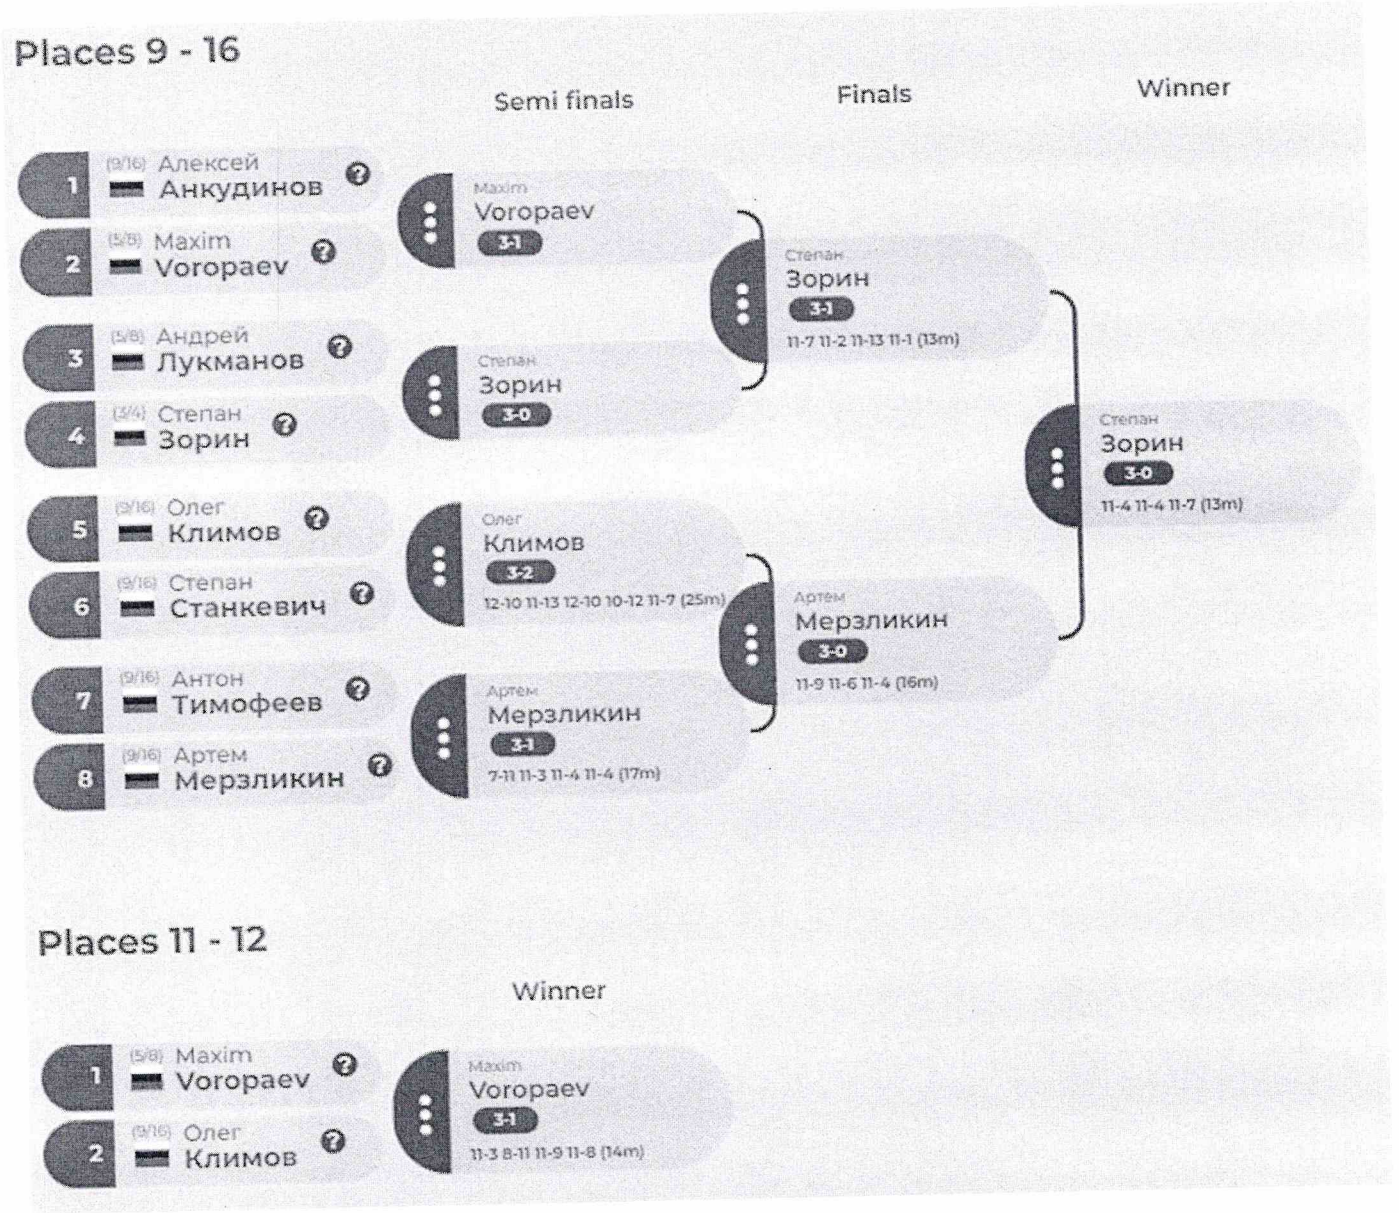 Places 9 - 16
Semi finals
Finals
Winner
1
(9/16) Алексей
Анкудинов
?
2
(5/8) Maxim
Voropaev
?
3
(5/8) Андрей
Лукманов
?
4
(3/4) Степан
Зорин
?
5
(9/16) Олег
Климов
?
6
(9/16) Степан
Станкевич
?
7
(9/16) Антон
Тимофеев
?
8
(9/16) Артем
Мерзликин
?
Maxim
Voropaev
3-1
Степан
Зорин
3-0
Олег
Климов
3-2
12-10 11-13 12-10 10-12 11-7 (25m)
Артем
Мерзликин
3-1
7-11 11-3 11-4 11-4 (17m)
Степан
Зорин
3-1
11-7 11-2 11-13 11-1 (13m)
Артем
Мерзликин
3-0
11-9 11-6 11-4 (16m)
Степан
Зорин
3-0
11-4 11-4 11-7 (13m)
Places 11 - 12
Winner
1
(5/8) Maxim
Voropaev
?
2
(9/16) Олег
Климов
?
Maxim
Voropaev
3-1
11-3 8-11 11-9 11-8 (14m)